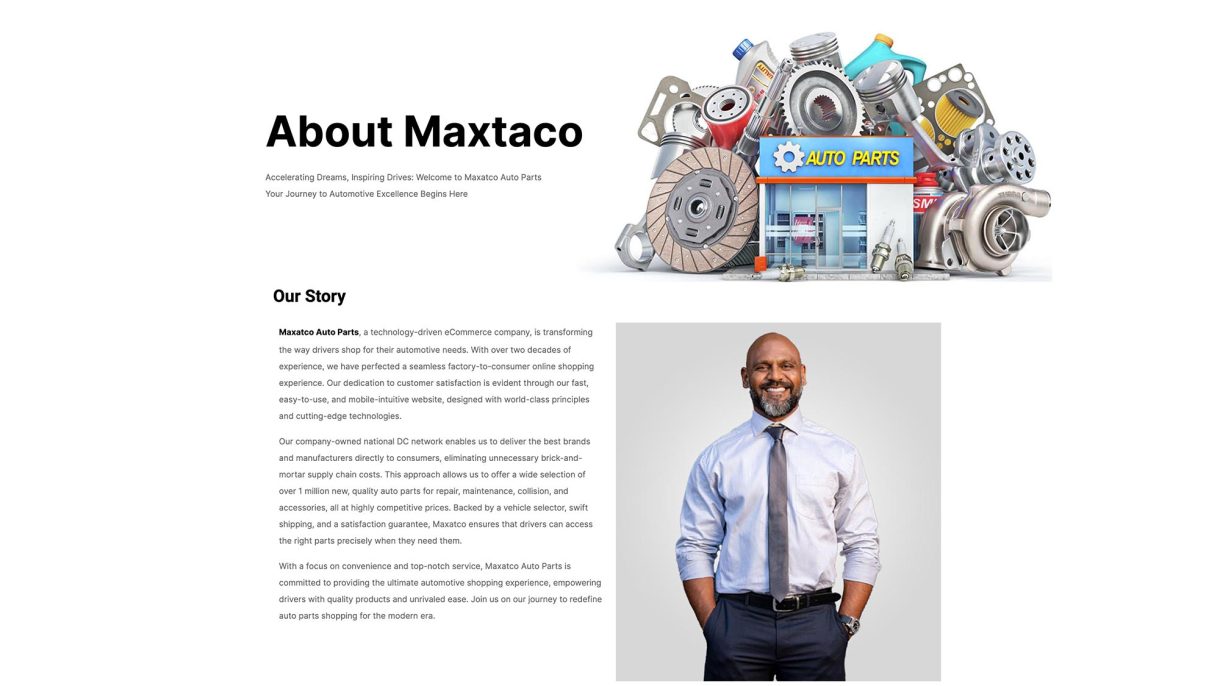 About Maxtaco
Accelerating Dreams, Inspiring Drives: Welcome to Maxatco Auto Parts
Your Journey to Automotive Excellence Begins Here
AUTO PARTS
Our Story
Maxatco Auto Parts, a technology-driven eCommerce company, is transforming
the way drivers shop for their automotive needs. With over two decades of
experience, we have perfected a seamless factory-to-consumer online shopping
experience. Our dedication to customer satisfaction is evident through our fast,
easy-to-use, and mobile-intuitive website, designed with world-class principles
and cutting-edge technologies.
Our company-owned national DC network enables us to deliver the best brands
and manufacturers directly to consumers, eliminating unnecessary brick-and-
mortar supply chain costs. This approach allows us to offer a wide selection of
over 1 million new, quality auto parts for repair, maintenance, collision, and
accessories, all at highly competitive prices. Backed by a vehicle selector, swift
shipping, and a satisfaction guarantee, Maxatco ensures that drivers can access
the right parts precisely when they need them.
With a focus on convenience and top-notch service, Maxatco Auto Parts is
committed to providing the ultimate automotive shopping experience, empowering
drivers with quality products and unrivaled ease. Join us on our journey to redefine
auto parts shopping for the modern era.